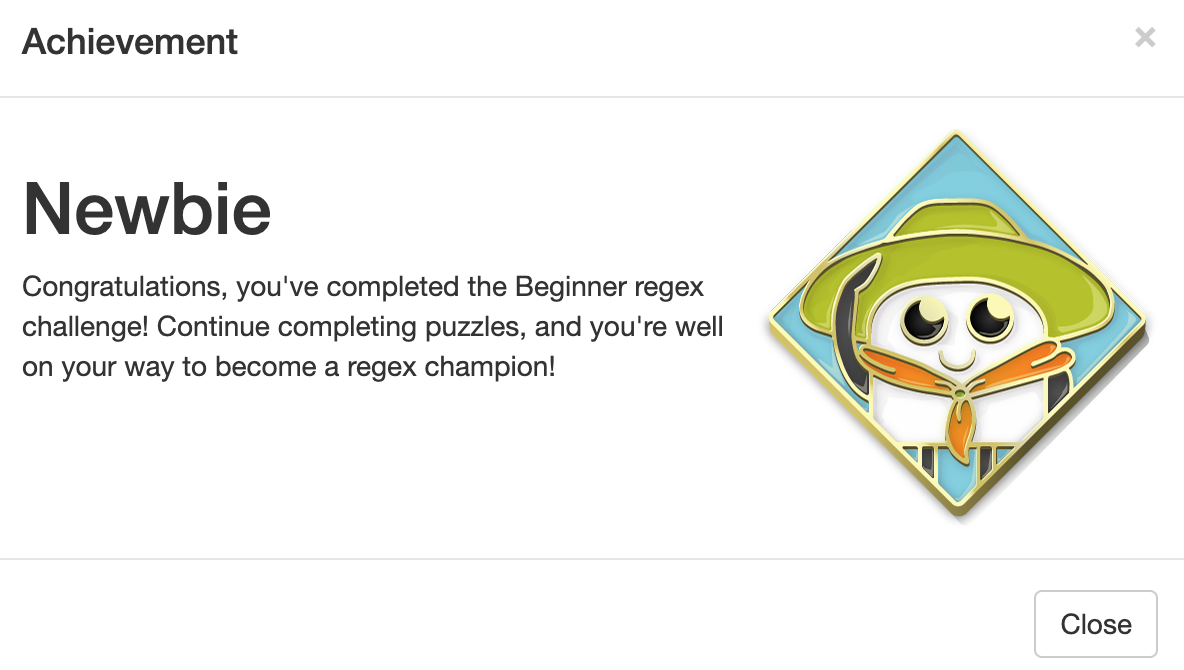 Achievement
×
Newbie
Congratulations, you've completed the Beginner regex
challenge! Continue completing puzzles, and you're well
on your way to become a regex champion!
Close